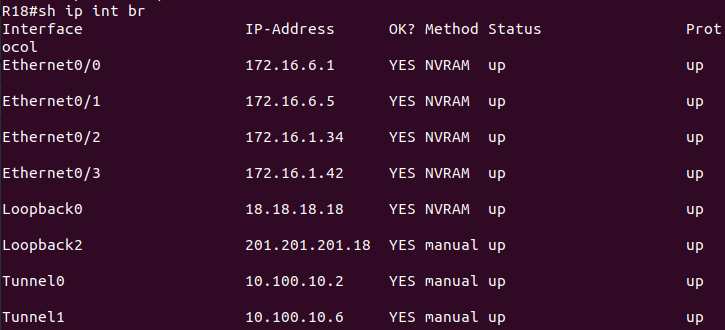 R18#sh ip int br
Interface                  IP-Address      OK? Method Status                Prot
ocol
Ethernet0/0                172.16.6.1      YES NVRAM  up                    up
Ethernet0/1                172.16.6.5      YES NVRAM  up                    up
Ethernet0/2                172.16.1.34     YES NVRAM  up                    up
Ethernet0/3                172.16.1.42     YES NVRAM  up                    up
Loopback0                  18.18.18.18     YES NVRAM  up                    up
Loopback2                  201.201.201.18  YES manual up                    up
Tunnel0                    10.100.10.2     YES manual up                    up
Tunnel1                    10.100.10.6     YES manual up                    up